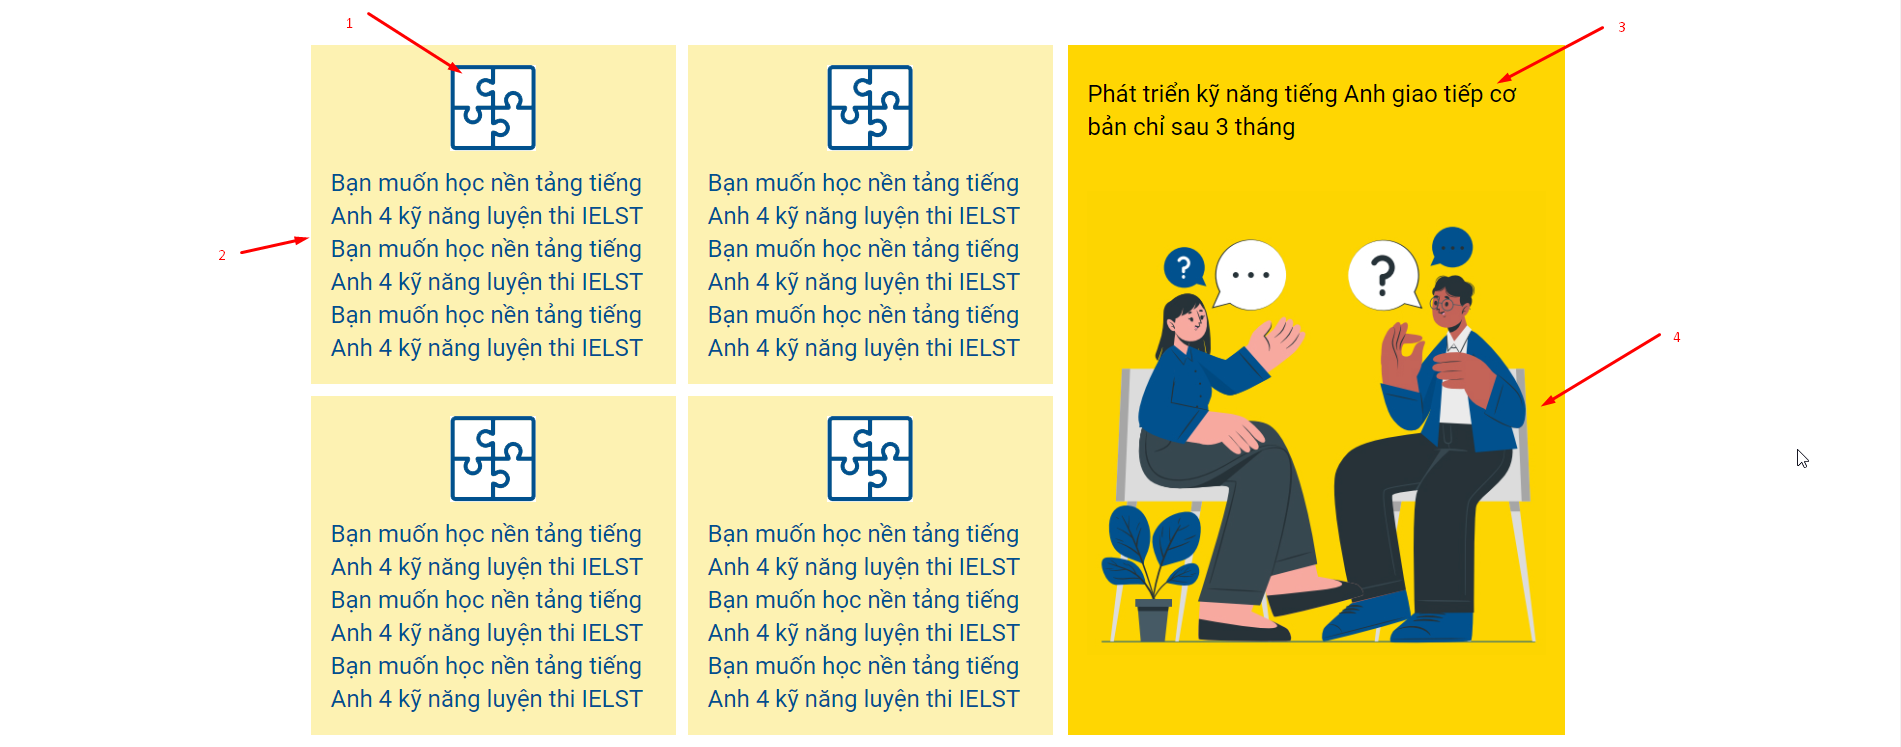 1
3
Bạn muốn học nền tảng tiếng
Anh 4 kỹ năng luyện thi IELST
Bạn muốn học nền tảng tiếng
Anh 4 kỹ năng luyện thi IELST
Bạn muốn học nền tảng tiếng
Anh 4 kỹ năng luyện thi IELST
2
Bạn muốn học nền tảng tiếng
Anh 4 kỹ năng luyện thi IELST
Bạn muốn học nền tảng tiếng
Anh 4 kỹ năng luyện thi IELST
Bạn muốn học nền tảng tiếng
Anh 4 kỹ năng luyện thi IELST
Phát triển kỹ năng tiếng Anh giao tiếp cơ
bản chỉ sau 3 tháng
?
...
?
...
4
Bạn muốn học nền tảng tiếng
Anh 4 kỹ năng luyện thi IELST
Bạn muốn học nền tảng tiếng
Anh 4 kỹ năng luyện thi IELST
Bạn muốn học nền tảng tiếng
Anh 4 kỹ năng luyện thi IELST
Bạn muốn học nền tảng tiếng
Anh 4 kỹ năng luyện thi IELST
Bạn muốn học nền tảng tiếng
Anh 4 kỹ năng luyện thi IELST
Bạn muốn học nền tảng tiếng
Anh 4 kỹ năng luyện thi IELST